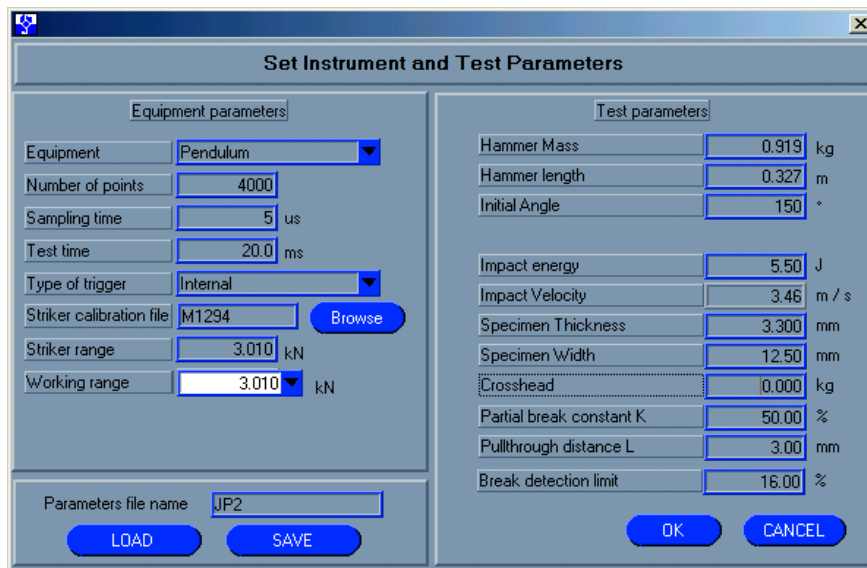 Set Instrument and Test Parameters
Equipment parameters
Equipment Pendulum
Number of points 4000
Sampling time 5 us
Test time 20.0 ms
Type of trigger Internal
Striker calibration file M1294 Browse
Striker range 3.010 kN
Working range 3.010 kN
Parameters file name JP2
LOAD SAVE
Test parameters
Hammer Mass 0.919 kg
Hammer length 0.327 m
Initial Angle 150 °
Impact energy 5.50 J
Impact Velocity 3.46 m / s
Specimen Thickness 3.300 mm
Specimen Width 12.50 mm
Crosshead 0.000 kg
Partial break constant K 50.00 %
Pullthrough distance L 3.00 mm
Break detection limit 16.00 %
OK CANCEL